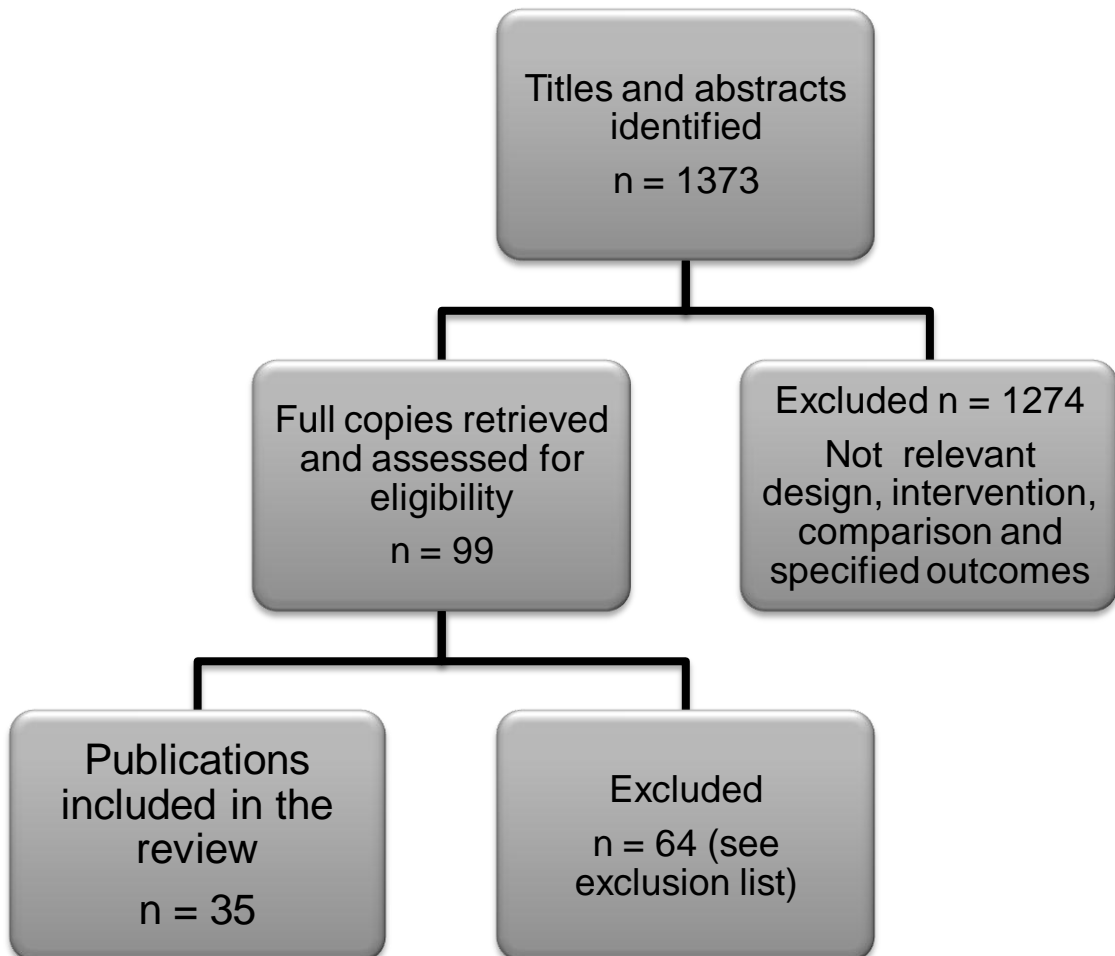 Titles and abstracts
identified
n = 1373
Full copies retrieved
and assessed for
eligibility
n = 99
Excluded n = 1274
Not relevant
design, intervention,
comparison and
specified outcomes
Publications
included in the
review
n = 35
Excluded
n = 64 (see
exclusion list)